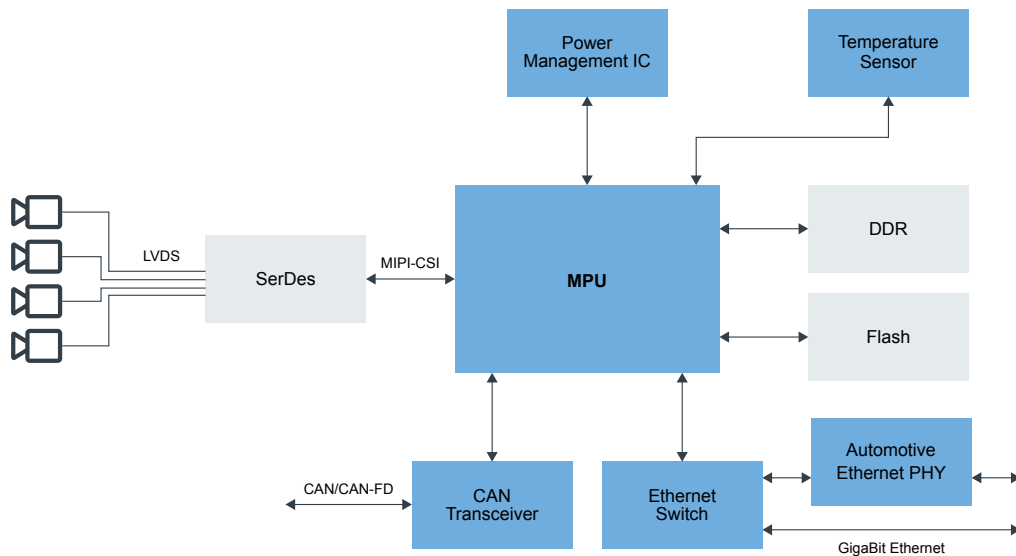 Power
Management IC
Temperature
Sensor
LVDS
SerDes
MIPI-CSI
MPU
DDR
Flash
CAN/CAN-FD
CAN
Transceiver
Ethernet
Switch
Automotive
Ethernet PHY
GigaBit Ethernet